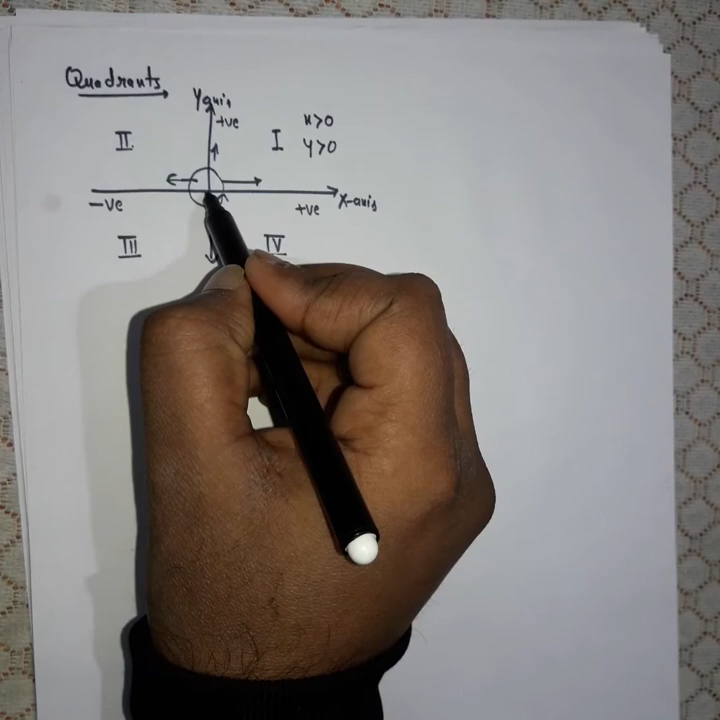 Quadrants
Y axis
+ve
II
I
x>0
y>0
-ve
+ve
X-axis
III
IV